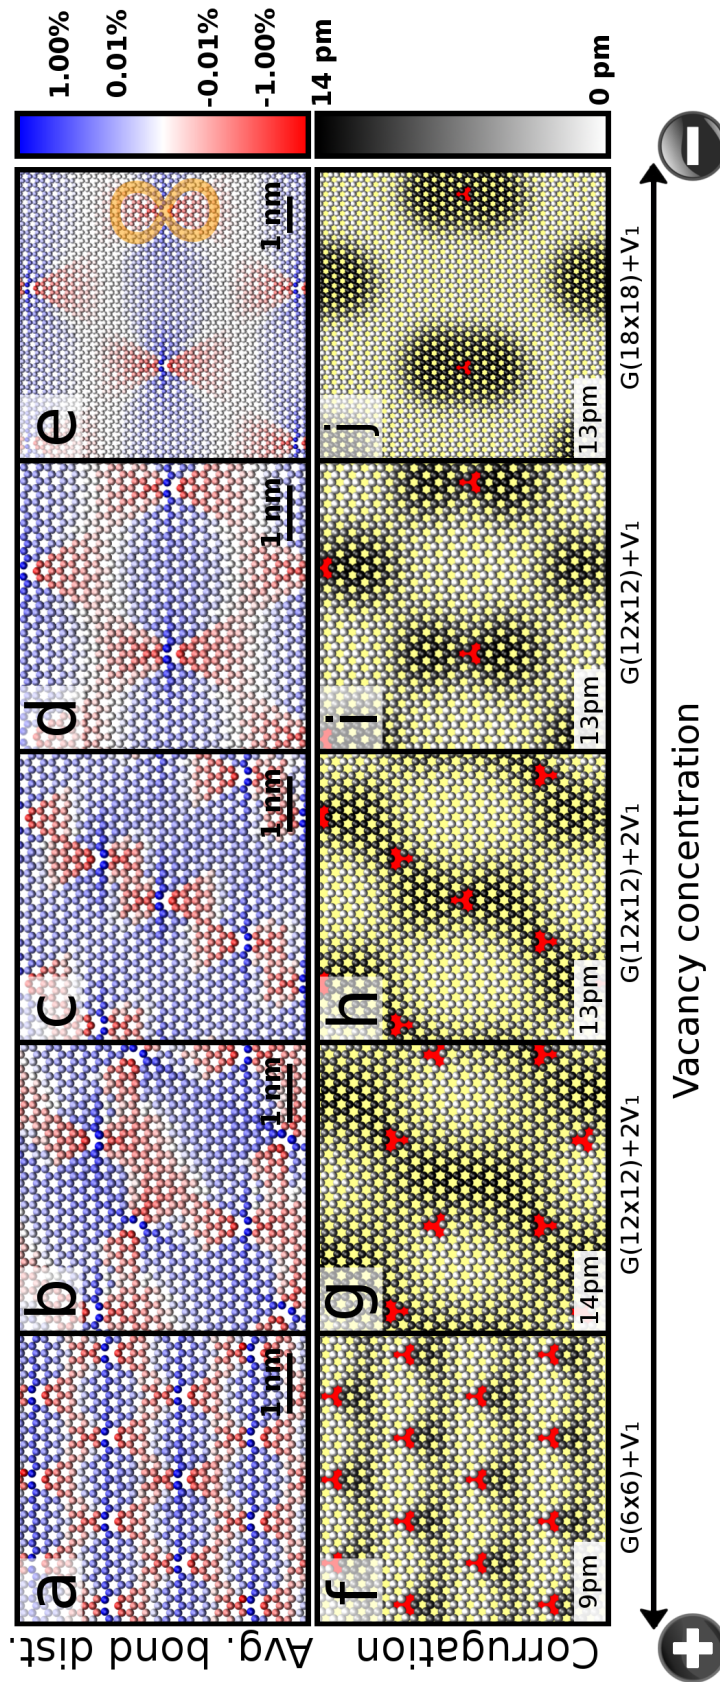 Avg. bond dist.
a
1 nm
b
1 nm
c
1 nm
d
1 nm
e
1 nm
1.00%
0.01%
-0.01%
-1.00%
Corrugation
f
9pm
g
14pm
h
13pm
i
13pm
j
13pm
14 pm
0 pm
G(6x6)+V₁
G(12x12)+2V₁
G(12x12)+2V₁
G(12x12)+V₁
G(18x18)+V₁
Vacancy concentration